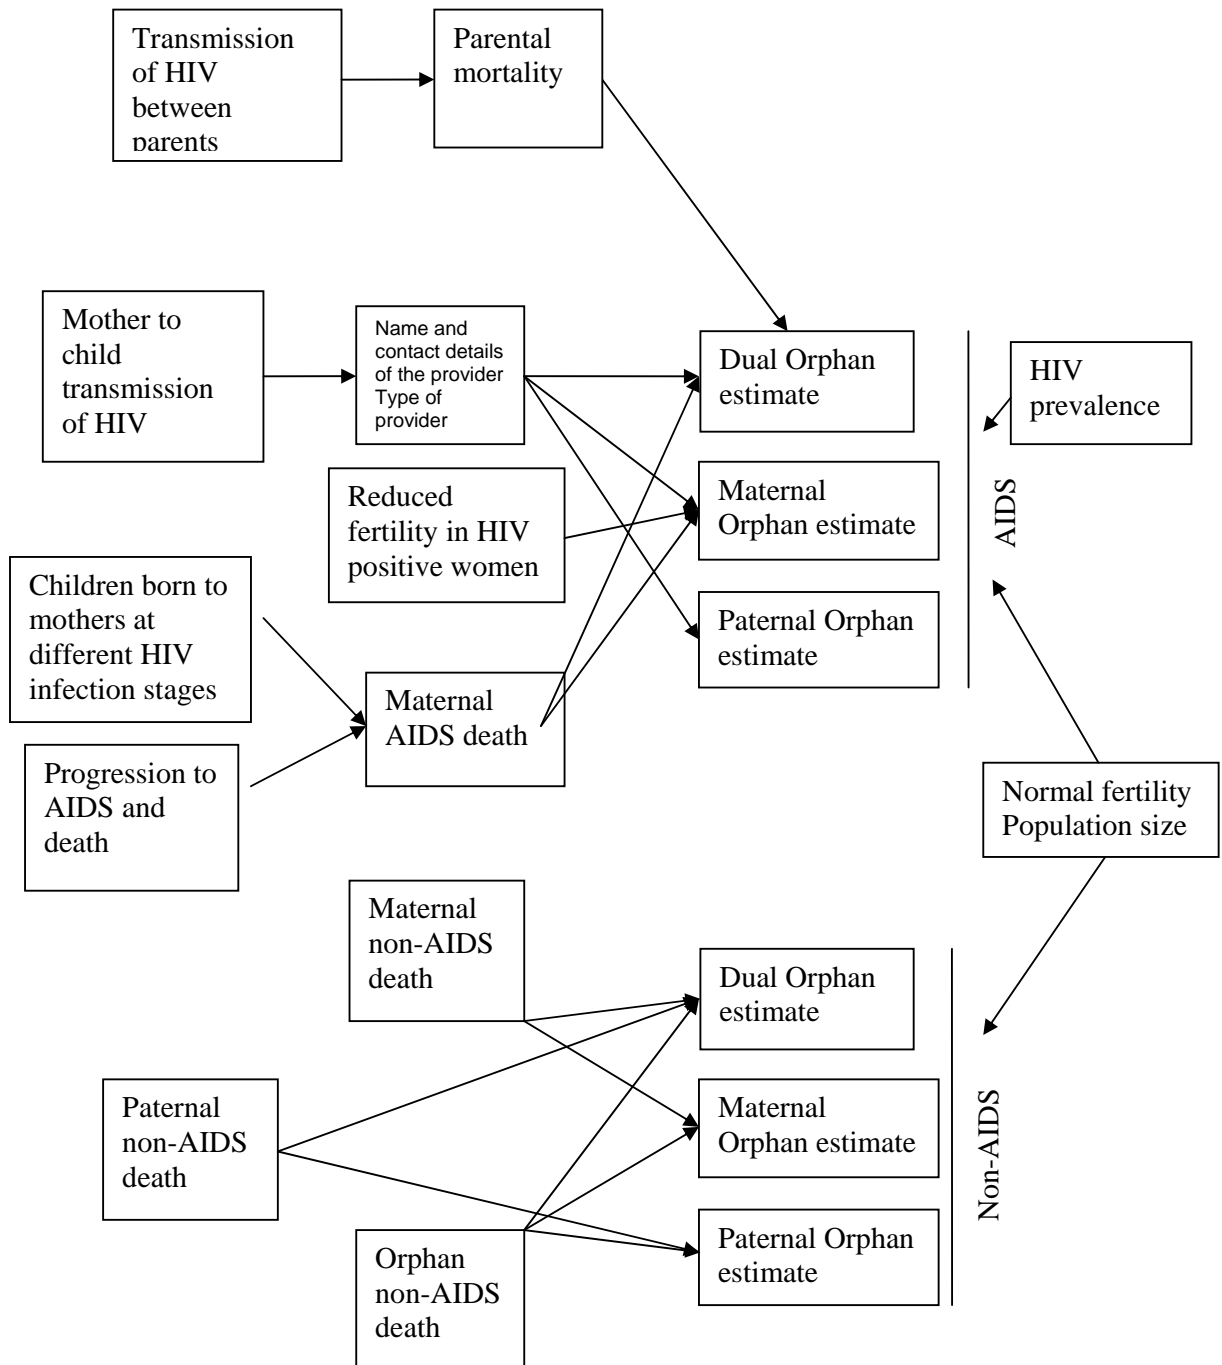 Transmission
of HIV
between
parents
Parental
mortality
Mother to
child
transmission
of HIV
Name and
contact details
of the provider
Type of
provider
Dual Orphan
estimate
HIV
prevalence
Reduced
fertility in HIV
positive women
Maternal
Orphan estimate
AIDS
Children born to
mothers at
different HIV
infection stages
Paternal Orphan
estimate
Maternal
AIDS death
Progression to
AIDS and
death
Normal fertility
Population size
Maternal
non-AIDS
death
Dual Orphan
estimate
Paternal
non-AIDS
death
Maternal
Orphan estimate
Non-AIDS
Orphan
non-AIDS
death
Paternal Orphan
estimate